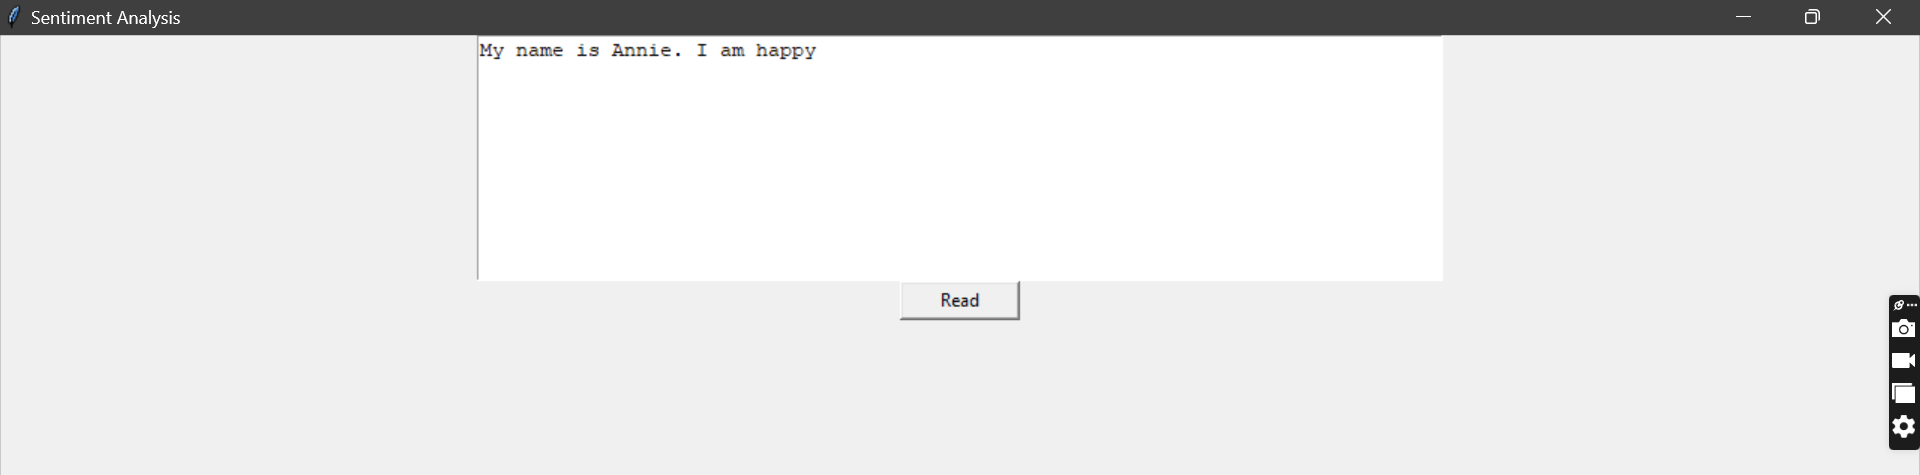 Sentiment Analysis
My name is Annie. I am happy
Read